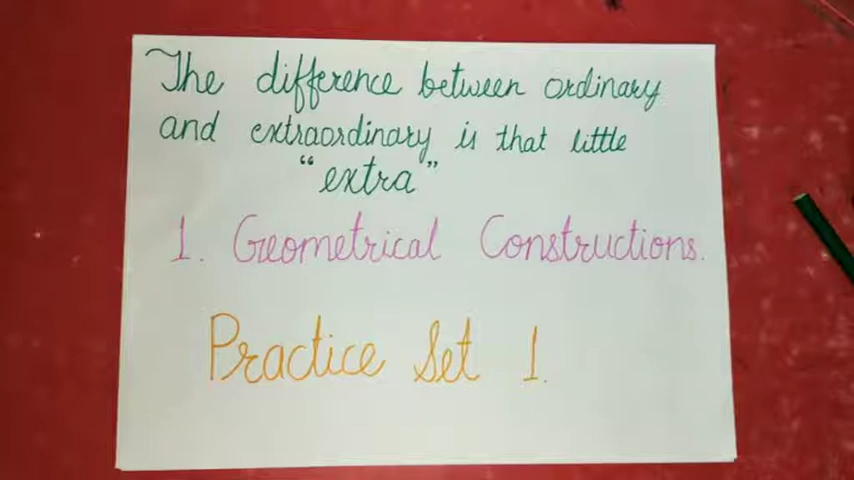 The difference between ordinary
and extraordinary is that little
"extra"
1. Geometrical Constructions.
Practice Set 1.